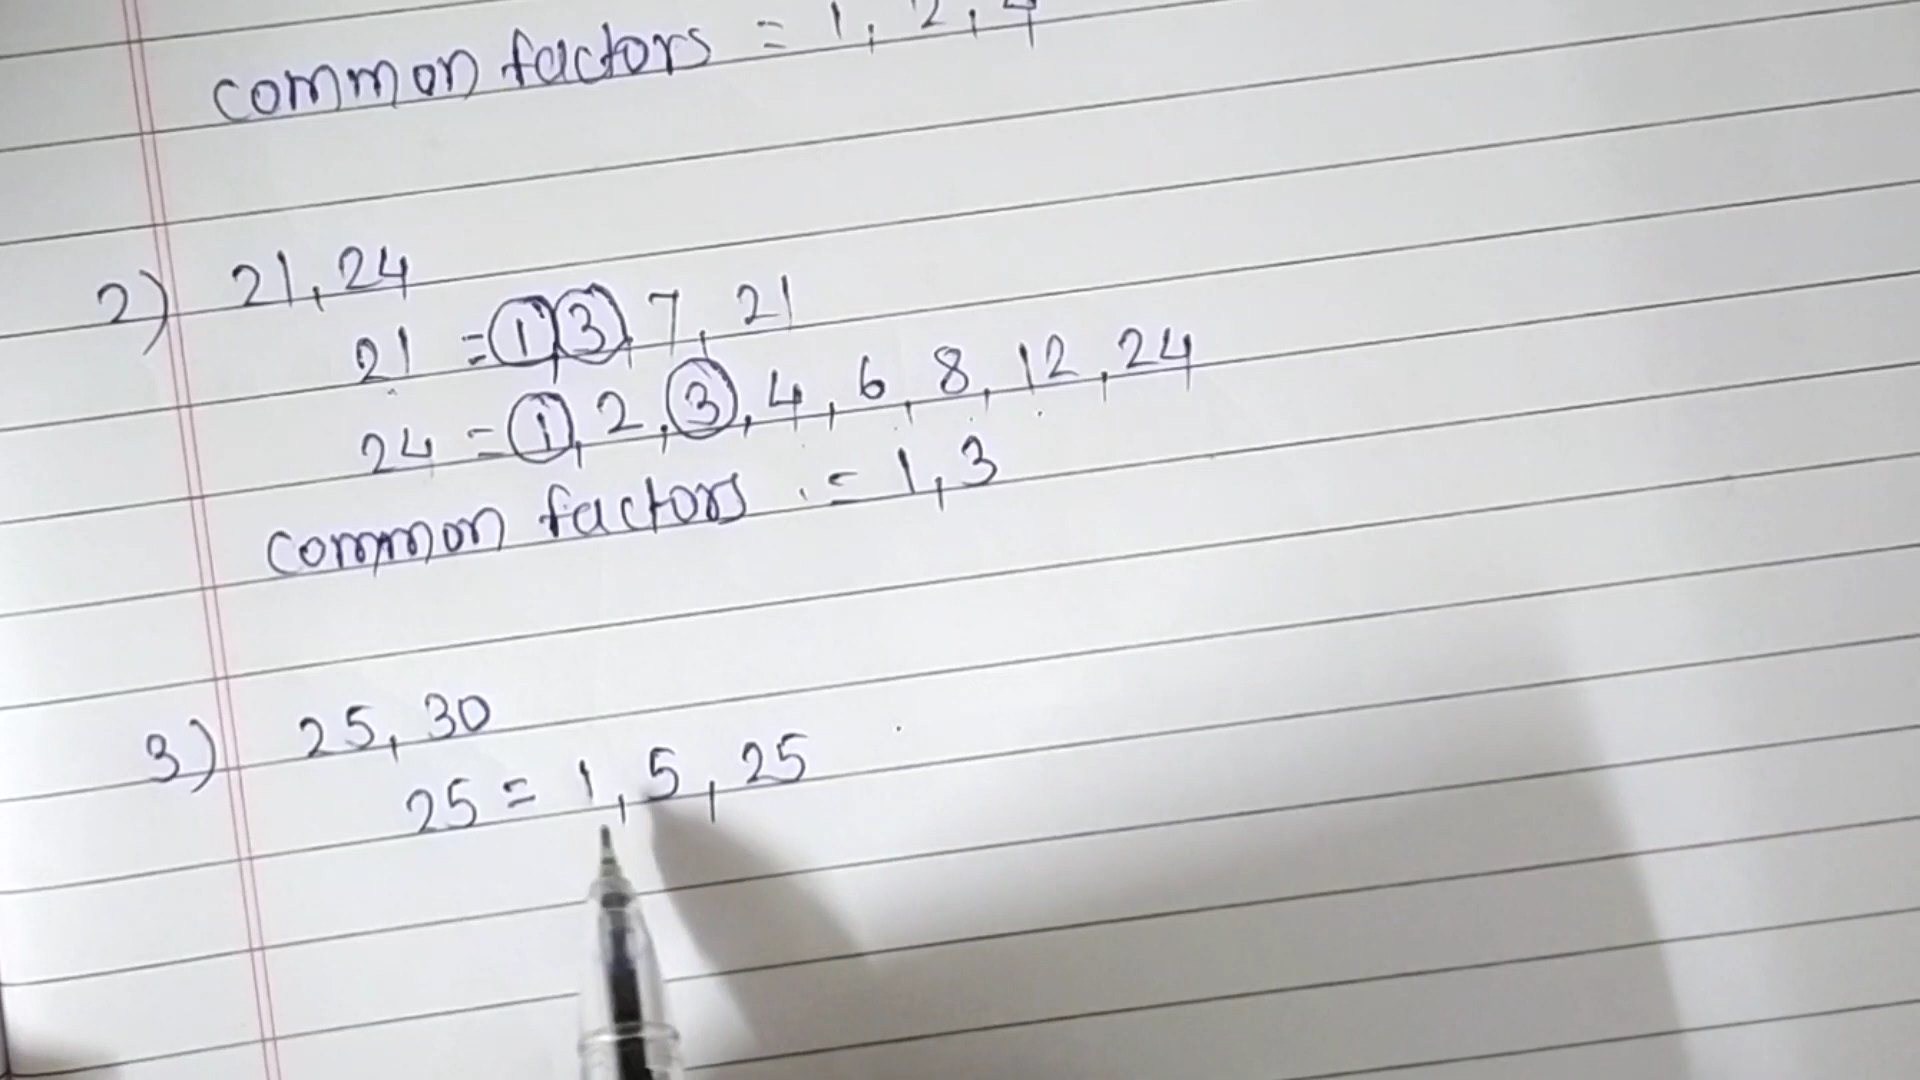 common factors = 1, 2, 4
2) 21, 24
21 = 1, 3, 7, 21
24 = 1, 2, 3, 4, 6, 8, 12, 24
common factors = 1, 3
3) 25, 30
25 = 1, 5, 25